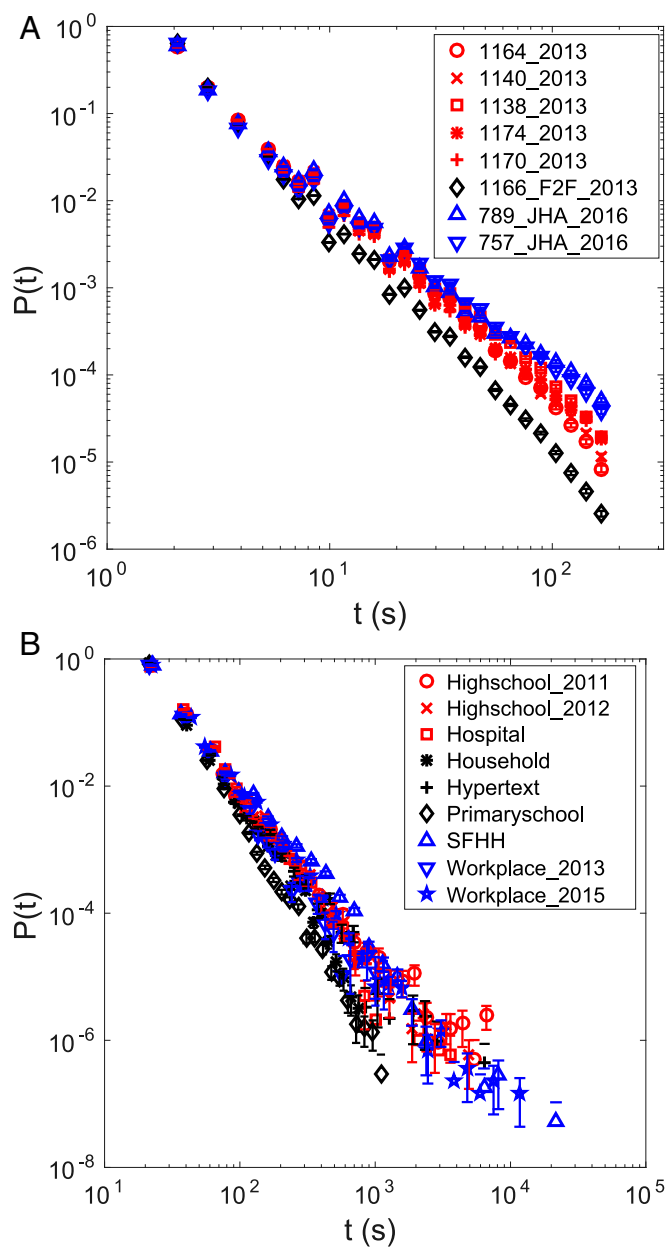 A
10^0
10^-1
10^-2
10^-3
10^-4
10^-5
10^-6
P(t)
1164_2013
1140_2013
1138_2013
1174_2013
1170_2013
1166_F2F_2013
789_JHA_2016
757_JHA_2016
10^0 10^1 10^2
t (s)
B
10^0
10^-2
10^-4
10^-6
10^-8
P(t)
Highschool_2011
Highschool_2012
Hospital
Household
Hypertext
Primaryschool
SFHH
Workplace_2013
Workplace_2015
10^1 10^2 10^3 10^4 10^5
t (s)